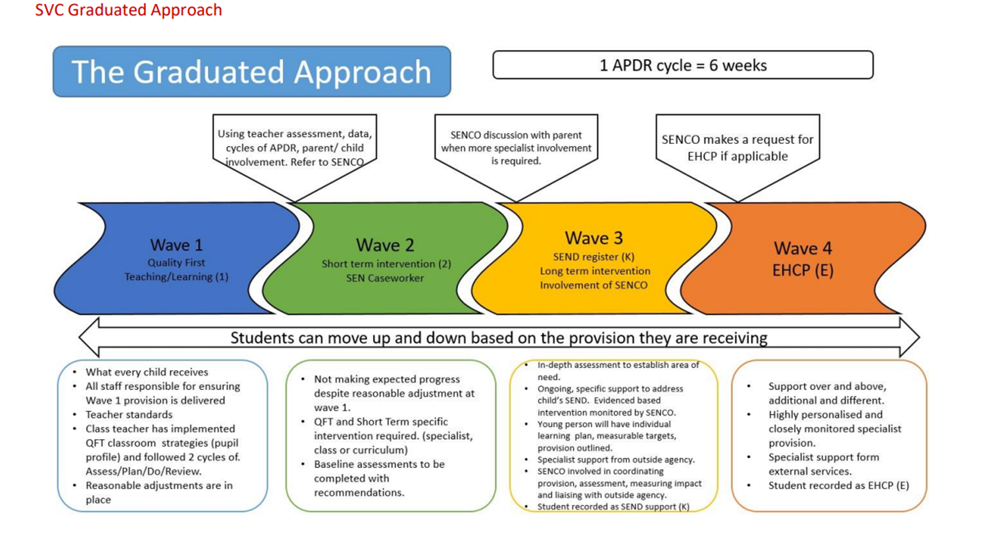 SVC Graduated Approach
The Graduated Approach
1 APDR cycle = 6 weeks
Using teacher assessment, data,
cycles of APDR, parent/ child
involvement. Refer to SENCO
SENCO discussion with parent
when more specialist involvement
is required.
SENCO makes a request for
EHCP if applicable
Wave 1
Quality First
Teaching/Learning (1)
Wave 2
Short term intervention (2)
SEN Caseworker
Wave 3
SEND register (K)
Long term intervention
Involvement of SENCO
Wave 4
EHCP (E)
Students can move up and down based on the provision they are receiving
• What every child receives
• All staff responsible for ensuring
Wave 1 provision is delivered
• Teacher standards
• Class teacher has implemented
QFT classroom strategies (pupil
profile) and followed 2 cycles of.
Assess/Plan/Do/Review.
• Reasonable adjustments are in
place
• Not making expected progress
despite reasonable adjustment at
wave 1.
• QFT and Short Term specific
intervention required. (specialist,
class or curriculum)
• Baseline assessments to be
completed with
recommendations.
• In-depth assessment to establish area of
need.
• Ongoing, specific support to address
child's SEND. Evidenced based
intervention monitored by SENCO.
• Young person will have individual
learning plan, measurable targets,
provision outlined.
• Specialist support from outside agency.
• SENCO involved in coordinating
provision, assessment, measuring impact
and liaising with outside agency.
• Student recorded as SEND support (K)
• Support over and above,
additional and different.
• Highly personalised and
closely monitored specialist
provision.
• Specialist support form
external services.
• Student recorded as EHCP (E)